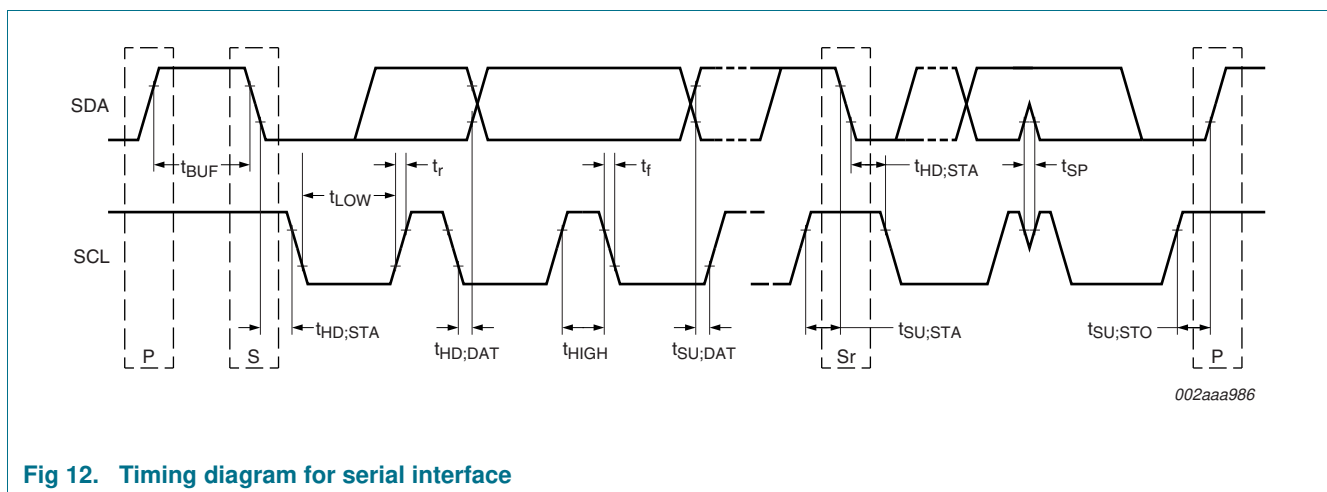 SDA
t_BUF
t_LOW
t_r
t_f
t_HD;STA
t_SP
SCL
t_HD;STA
t_HD;DAT
t_HIGH
t_SU;DAT
t_SU;STA
t_SU;STO
P
S
Sr
P
002aaa986
Fig 12. Timing diagram for serial interface